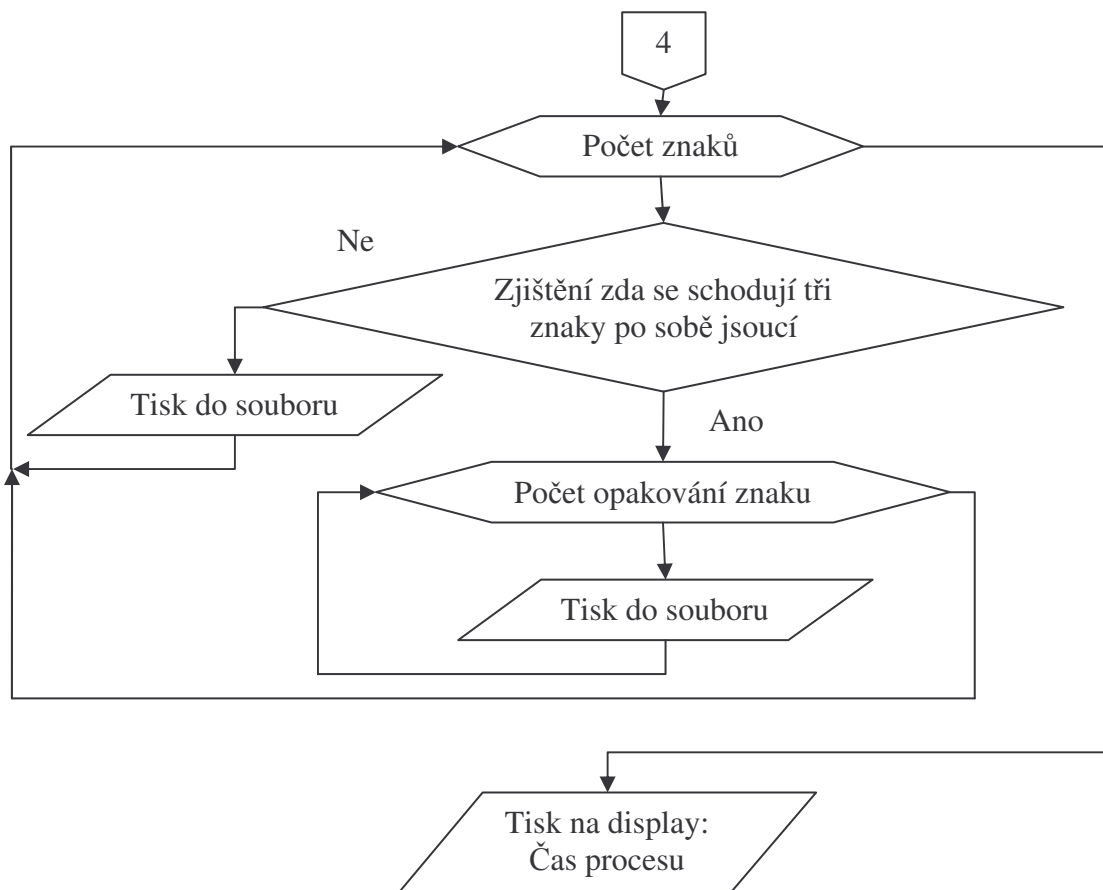 4
Počet znaků
Ne
Zjištění zda se schodují tři
znaky po sobě jsoucí
Tisk do souboru
Ano
Počet opakování znaku
Tisk do souboru
Tisk na display:
Čas procesu